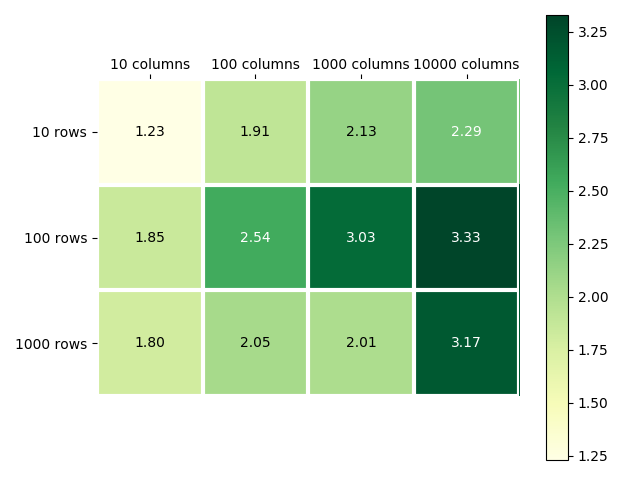 10 columns 100 columns 1000 columns 10000 columns
10 rows 1.23 1.91 2.13 2.29
100 rows 1.85 2.54 3.03 3.33
1000 rows 1.80 2.05 2.01 3.17
3.25
3.00
2.75
2.50
2.25
2.00
1.75
1.50
1.25